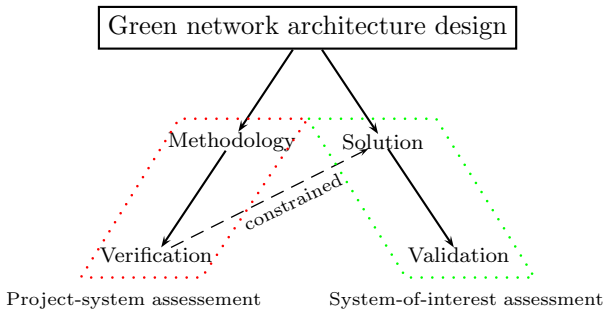 Green network architecture design
Methodology
Solution
constrained
Verification
Validation
Project-system assessement
System-of-interest assessment